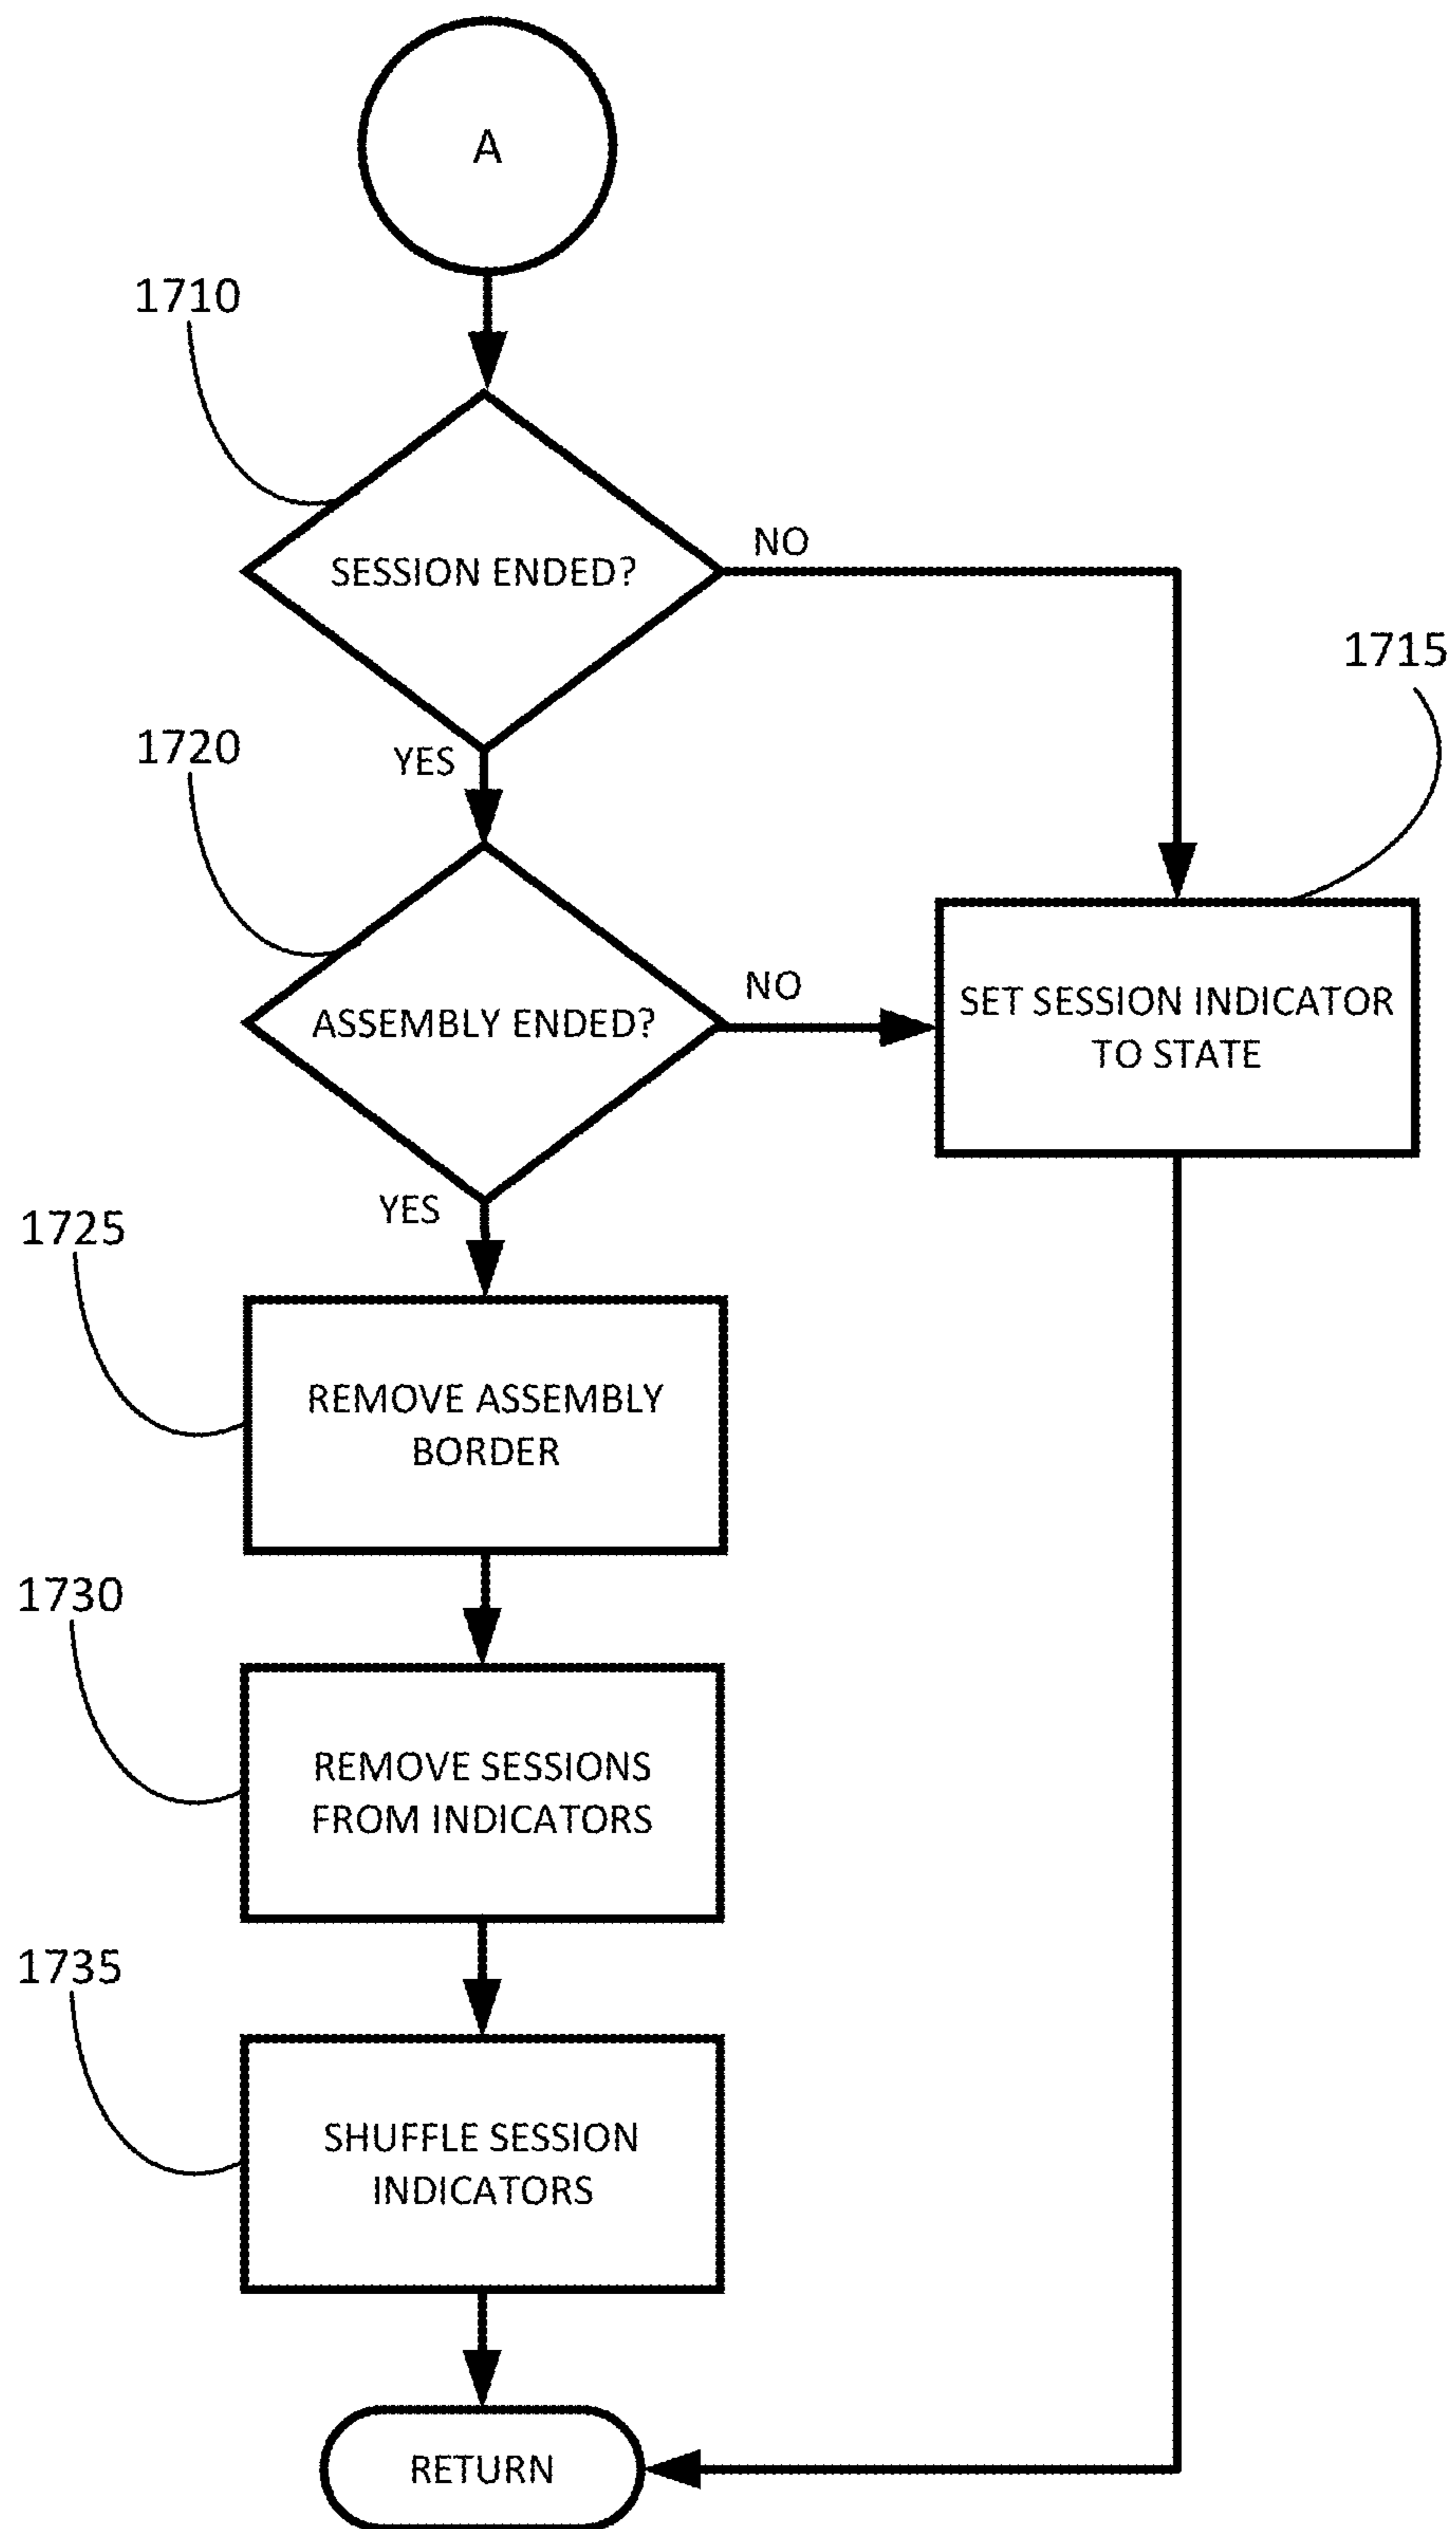 A
1710
SESSION ENDED?
NO
1715
1720
YES
ASSEMBLY ENDED?
NO
SET SESSION INDICATOR
TO STATE
YES
1725
REMOVE ASSEMBLY
BORDER
1730
REMOVE SESSIONS
FROM INDICATORS
1735
SHUFFLE SESSION
INDICATORS
RETURN